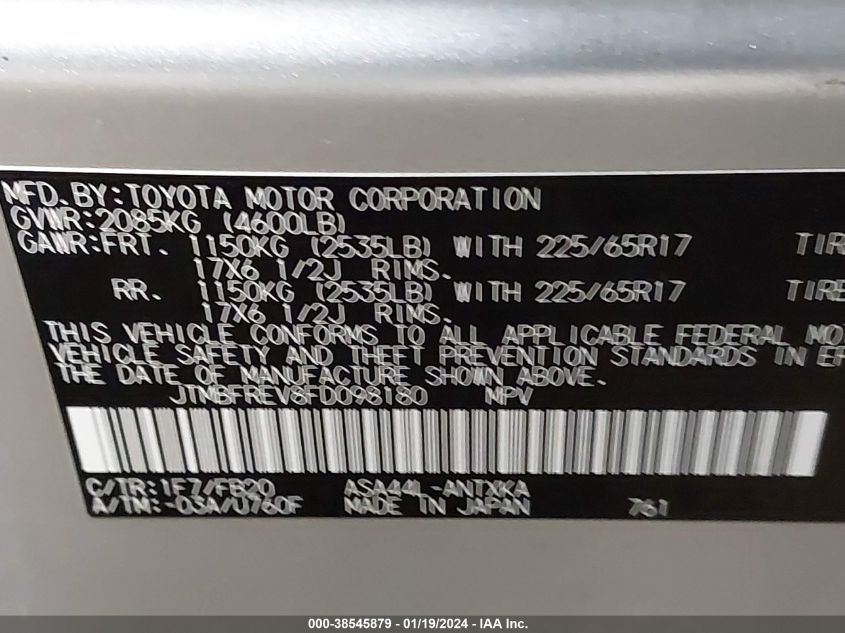 MFD. BY: TOYOTA MOTOR CORPORATION
GVWR: 2085KG (4600LB)
GAWR: FRT. 1150KG (2535LB) WITH 225/65R17 TIRE
17X6 1/2J RIMS.
RR. 1150KG (2535LB) WITH 225/65R17 TIRE
17X6 1/2J RIMS.
THIS VEHICLE CONFORMS TO ALL APPLICABLE FEDERAL MO
VEHICLE SAFETY AND THEFT PREVENTION STANDARDS IN EF
THE DATE OF MANUFACTURE SHOWN ABOVE.
JTMBFREV8FD098180 MPV
C/TR: 1F7/FB20 ASA44L-ANTXKA
A/TM: -03A/U760F MADE IN JAPAN 761
000-38545879 - 01/19/2024 - IAA Inc.